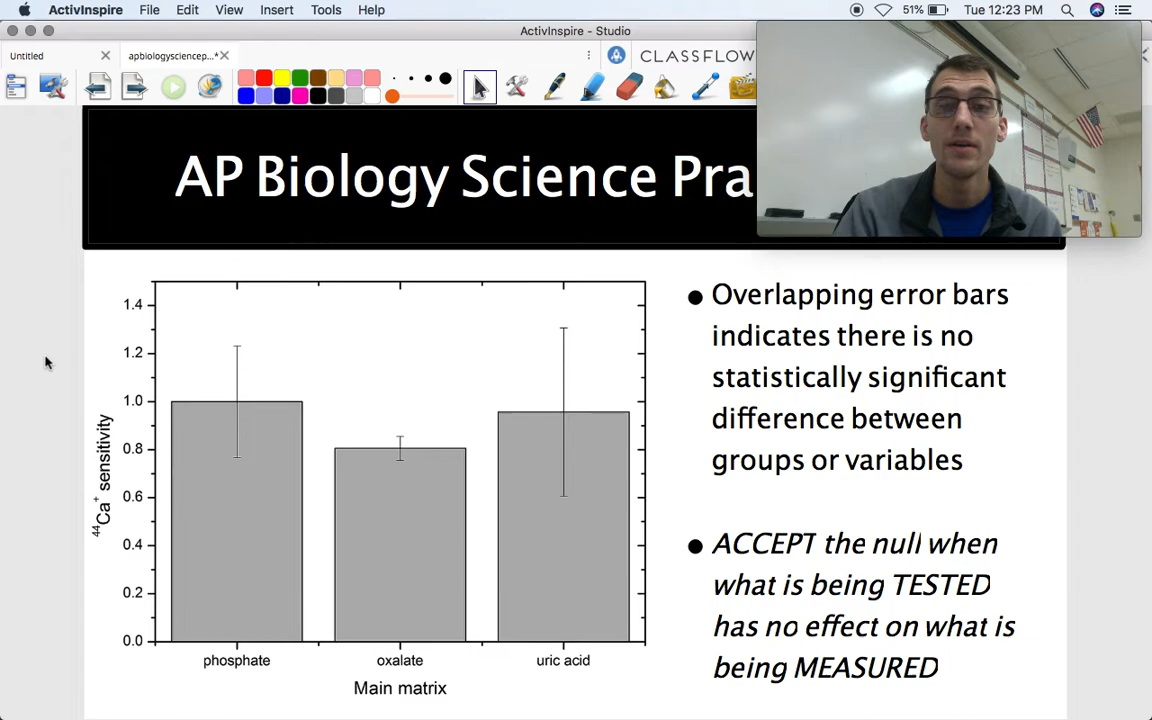 ActivInspire File Edit View Insert Tools Help 51% Tue 12:23 PM
ActivInspire - Studio
Untitled apbiologysciencep...*
CLASSFLOW
AP Biology Science Pra
1.4
1.2
1.0
0.8
0.6
0.4
0.2
0.0
44Ca+ sensitivity
phosphate oxalate uric acid
Main matrix
● Overlapping error bars
indicates there is no
statistically significant
difference between
groups or variables
● ACCEPT the null when
what is being TESTED
has no effect on what is
being MEASURED